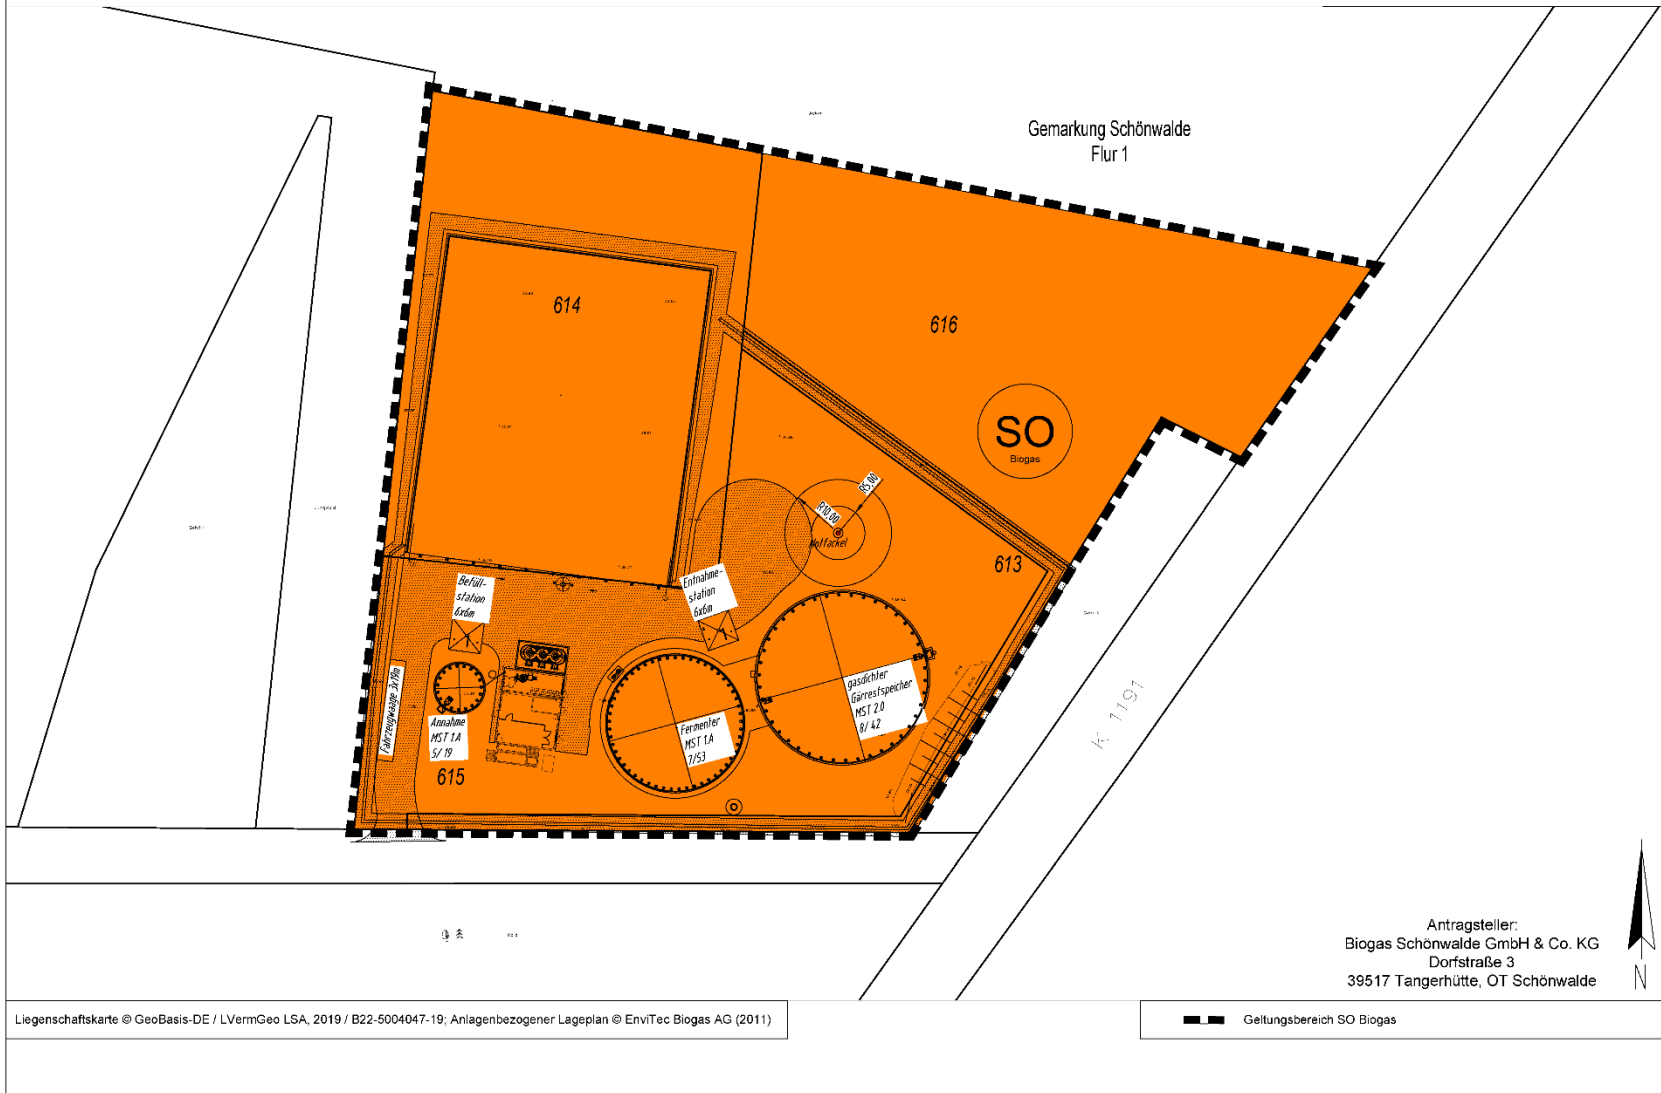 Gemarkung Schönwalde
Flur 1
614
616
SO
Biogas
R5,00
R10,00
Notfackel
613
Befüll-
station
6x6m
Entnahme-
station
6x6m
Fahrzeugwaage 3x19m
Annahme
MST 1.A
5/ 19
615
Fermenter
MST 1.A
7/53
gasdichter
Gärrestspeicher
MST 2.0
8/ 42
K 1191
Antragsteller:
Biogas Schönwalde GmbH & Co. KG
Dorfstraße 3
39517 Tangerhütte, OT Schönwalde
N
Liegenschaftskarte © GeoBasis-DE / LVermGeo LSA, 2019 / B22-5004047-19; Anlagenbezogener Lageplan © EnviTec Biogas AG (2011)
Geltungsbereich SO Biogas